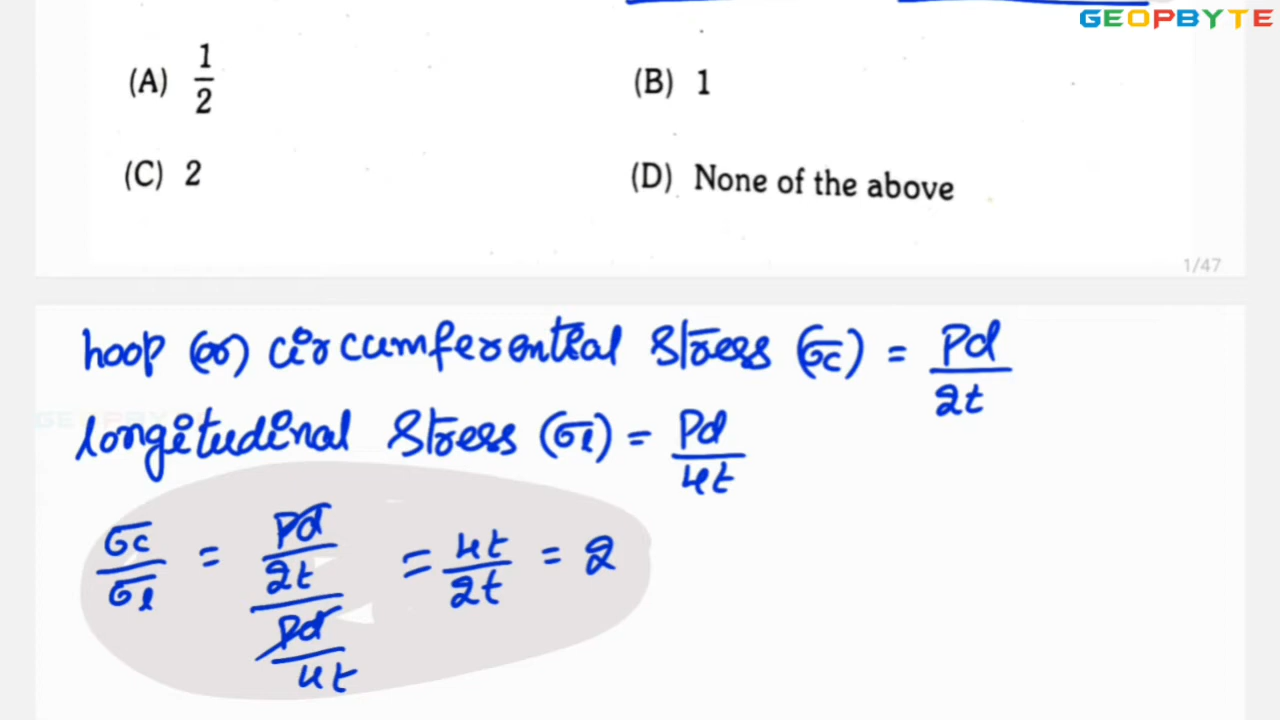 GEOPBYTE
(A) 1/2 (B) 1
(C) 2 (D) None of the above
1/47
hoop (or) circumferential stress (σc) = Pd/2t
GEOPBYTE
longitudinal stress (σl) = Pd/4t
σc/σl = (Pd/2t)/(Pd/4t) = 4t/2t = 2